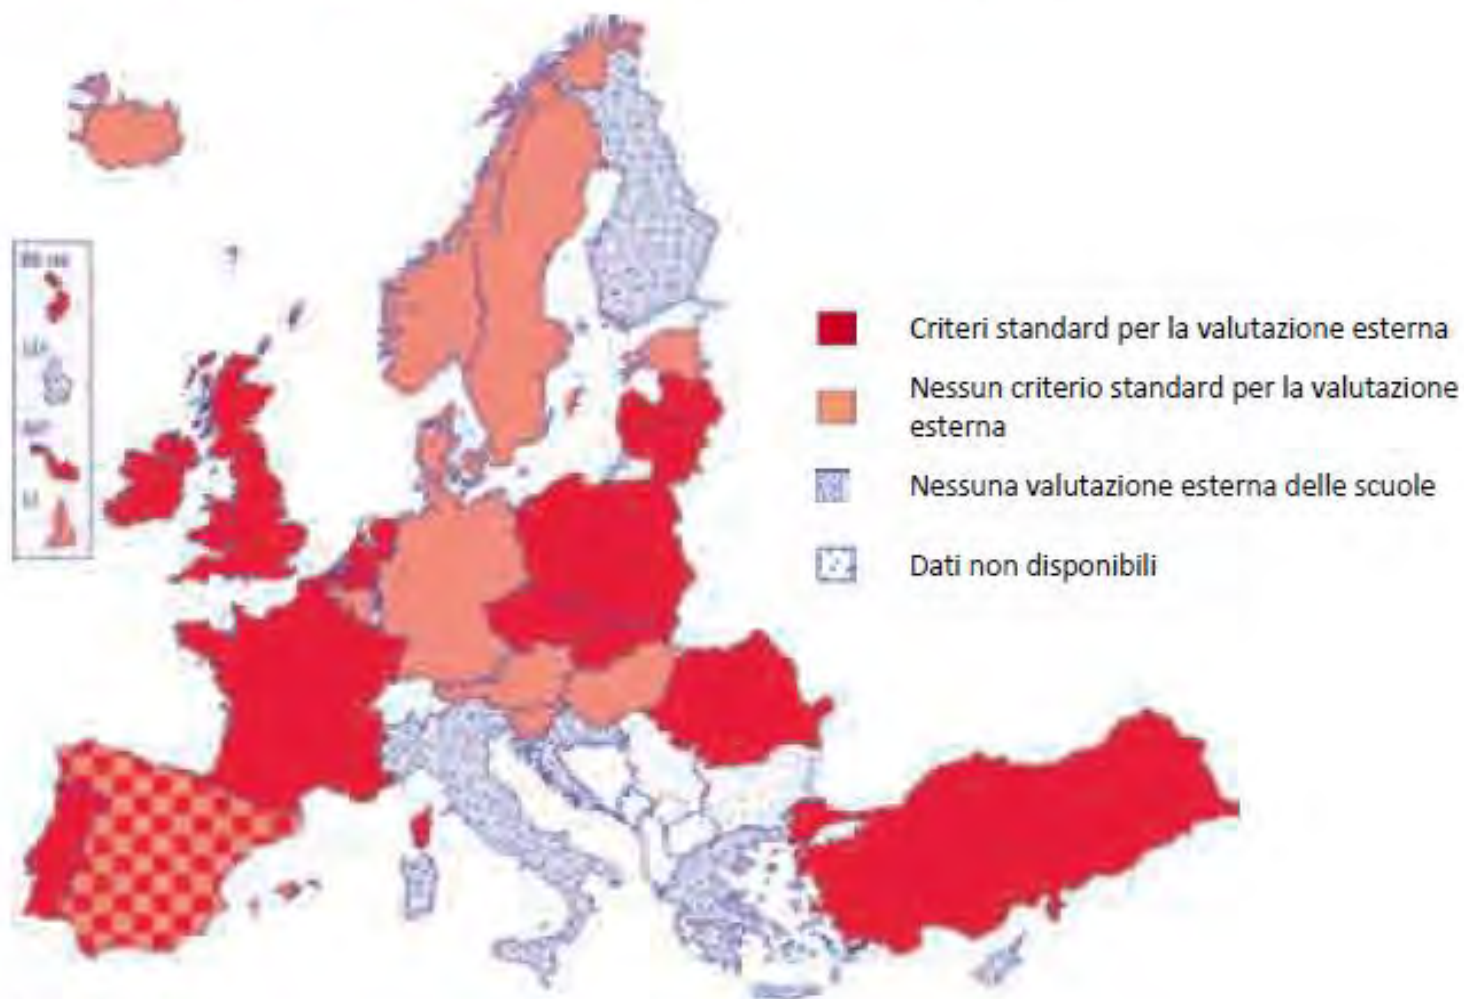 Criteri standard per la valutazione esterna
Nessun criterio standard per la valutazione
esterna
Nessuna valutazione esterna delle scuole
Dati non disponibili